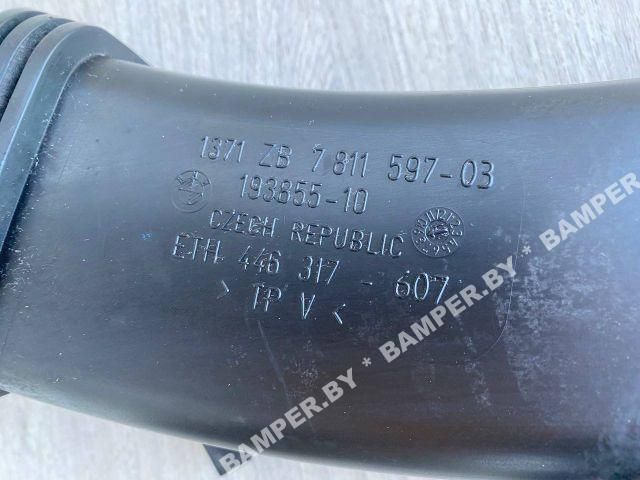 1371 ZB 7 811 597-03
193855-10
CZECH REPUBLIC
446 317 - 607
> TP V <
BAMPER.BY * BAMPER.BY * BAMPER.BY